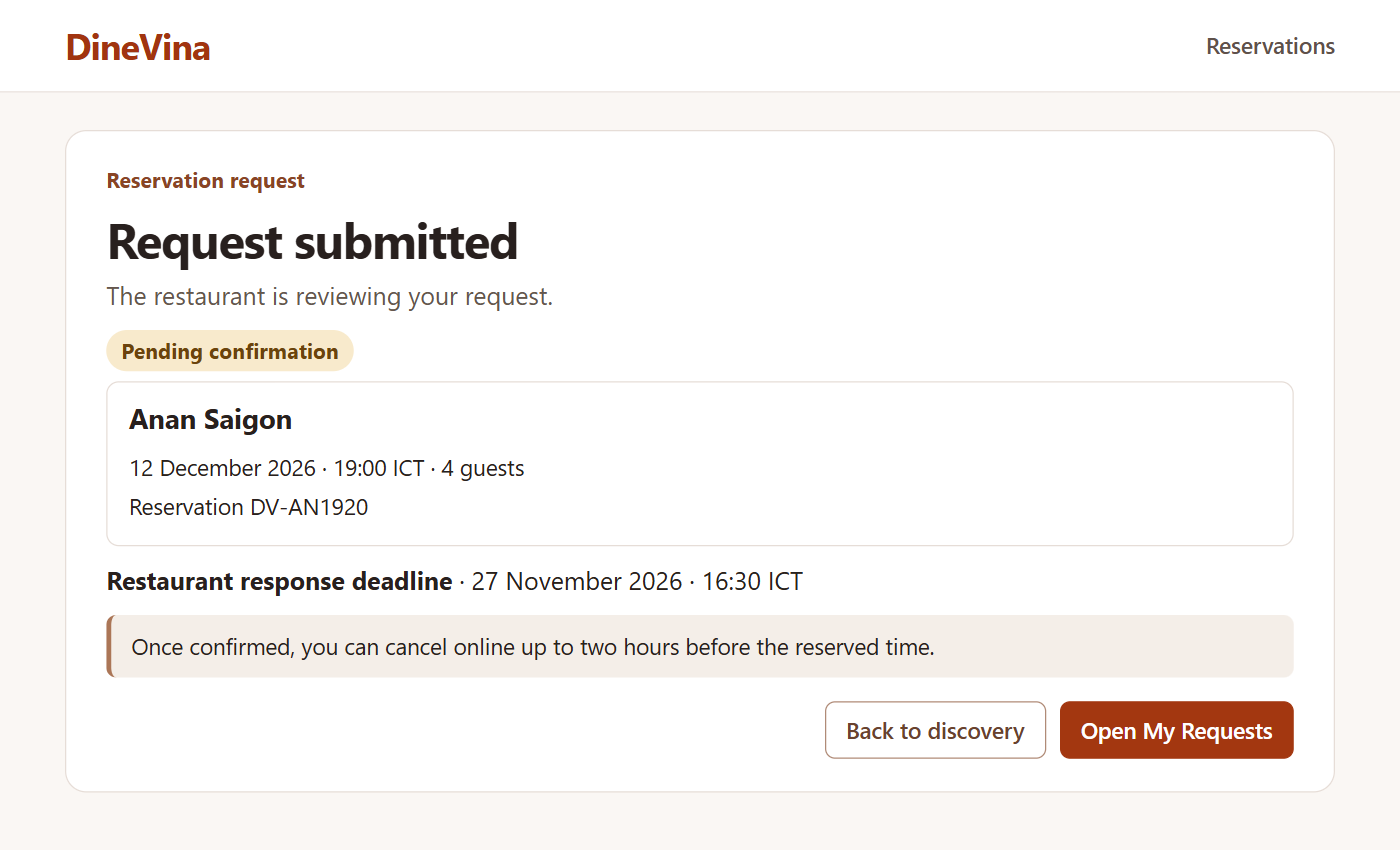 DineVina
Reservations
Reservation request
Request submitted
The restaurant is reviewing your request.
Pending confirmation
Anan Saigon
12 December 2026 · 19:00 ICT · 4 guests
Reservation DV-AN1920
Restaurant response deadline · 27 November 2026 · 16:30 ICT
Once confirmed, you can cancel online up to two hours before the reserved time.
Back to discovery
Open My Requests